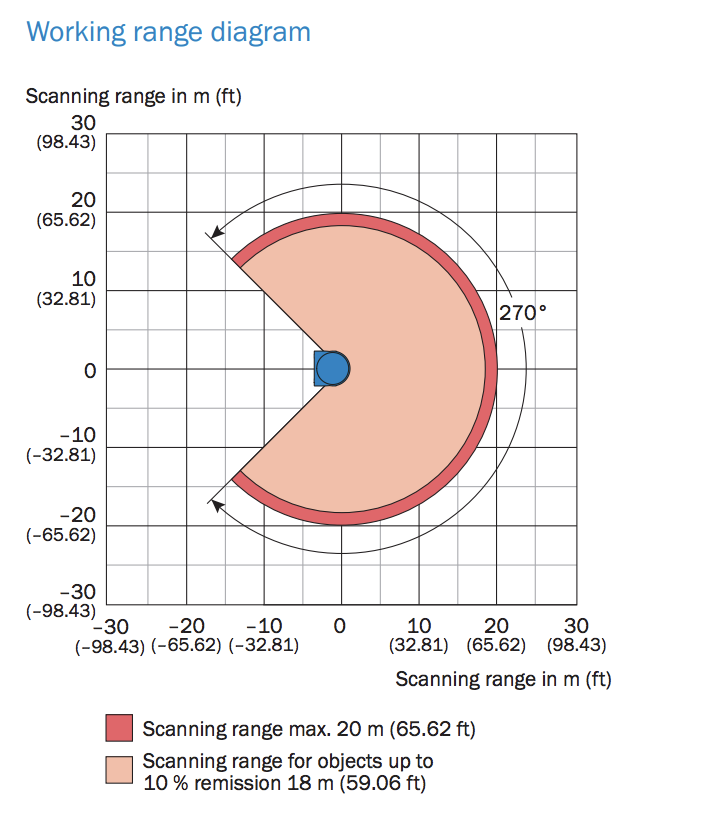 Working range diagram
Scanning range in m (ft)
30
(98.43)
20
(65.62)
10
(32.81)
0
−10
(−32.81)
−20
(−65.62)
−30
(−98.43)
270°
−30 −20 −10 0 10 20 30
(−98.43) (−65.62) (−32.81) (32.81) (65.62) (98.43)
Scanning range in m (ft)
Scanning range max. 20 m (65.62 ft)
Scanning range for objects up to
10 % remission 18 m (59.06 ft)